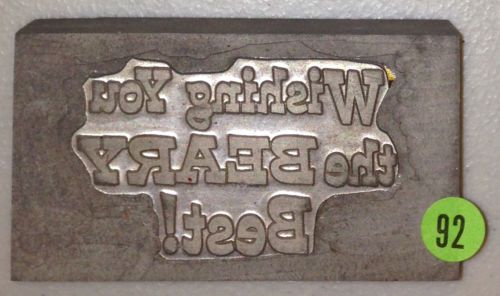 Wishing You
the BEARY
Best!
92